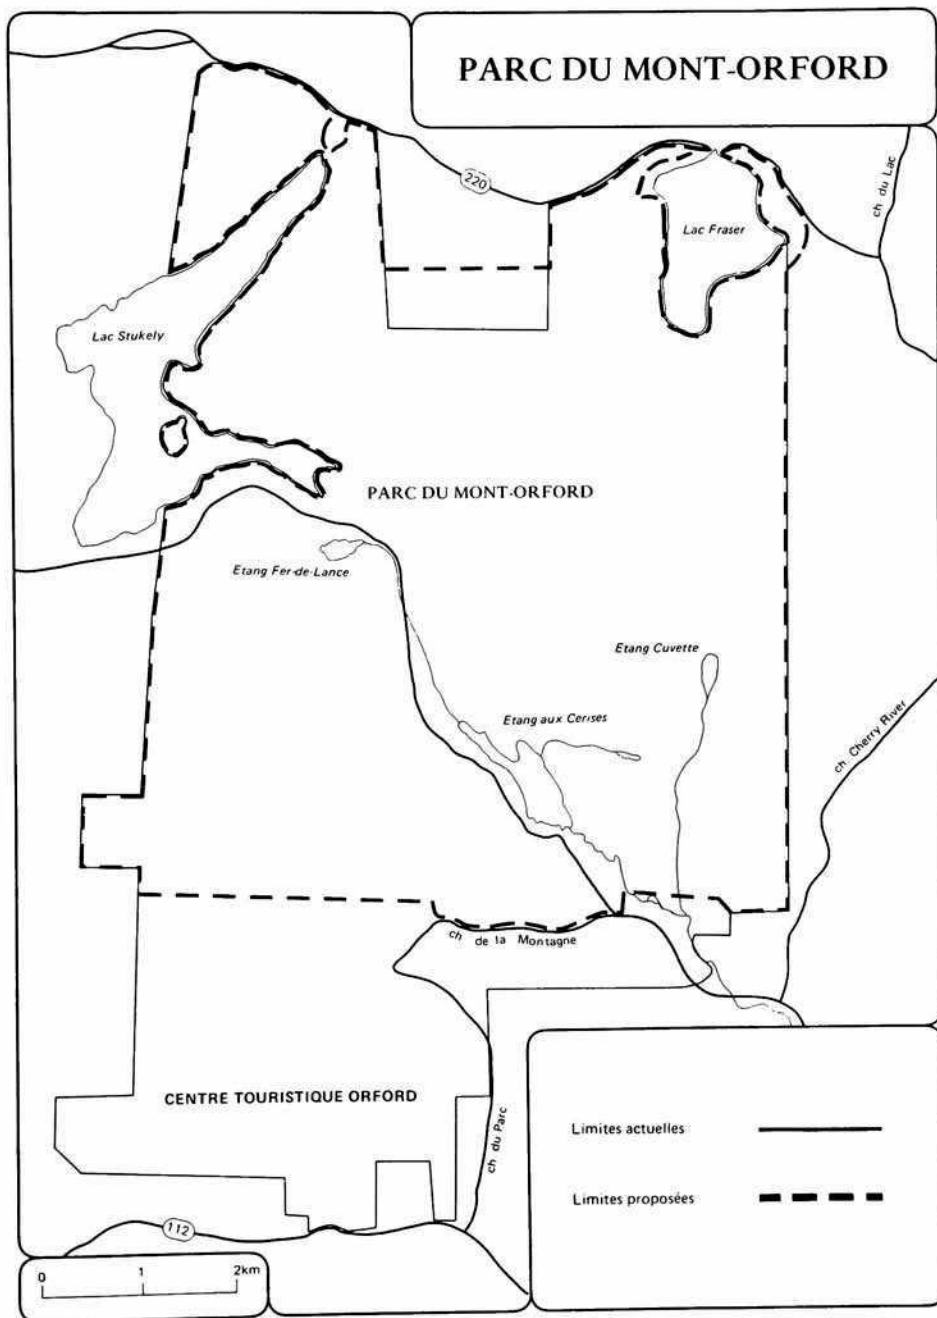 PARC DU MONT-ORFORD
220
ch du Lac
Lac Fraser
Lac Stukely
PARC DU MONT-ORFORD
Etang Fer-de-Lance
Etang Cuvette
Etang aux Cerises
ch Cherry River
ch de la Montagne
CENTRE TOURISTIQUE ORFORD
ch du Parc
Limites actuelles
Limites proposées
112
0 1 2km